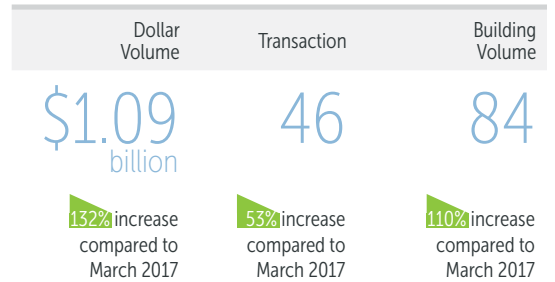 Dollar
Volume
Transaction
Building
Volume
$1.09
billion
46
84
132% increase
compared to
March 2017
53% increase
compared to
March 2017
110% increase
compared to
March 2017